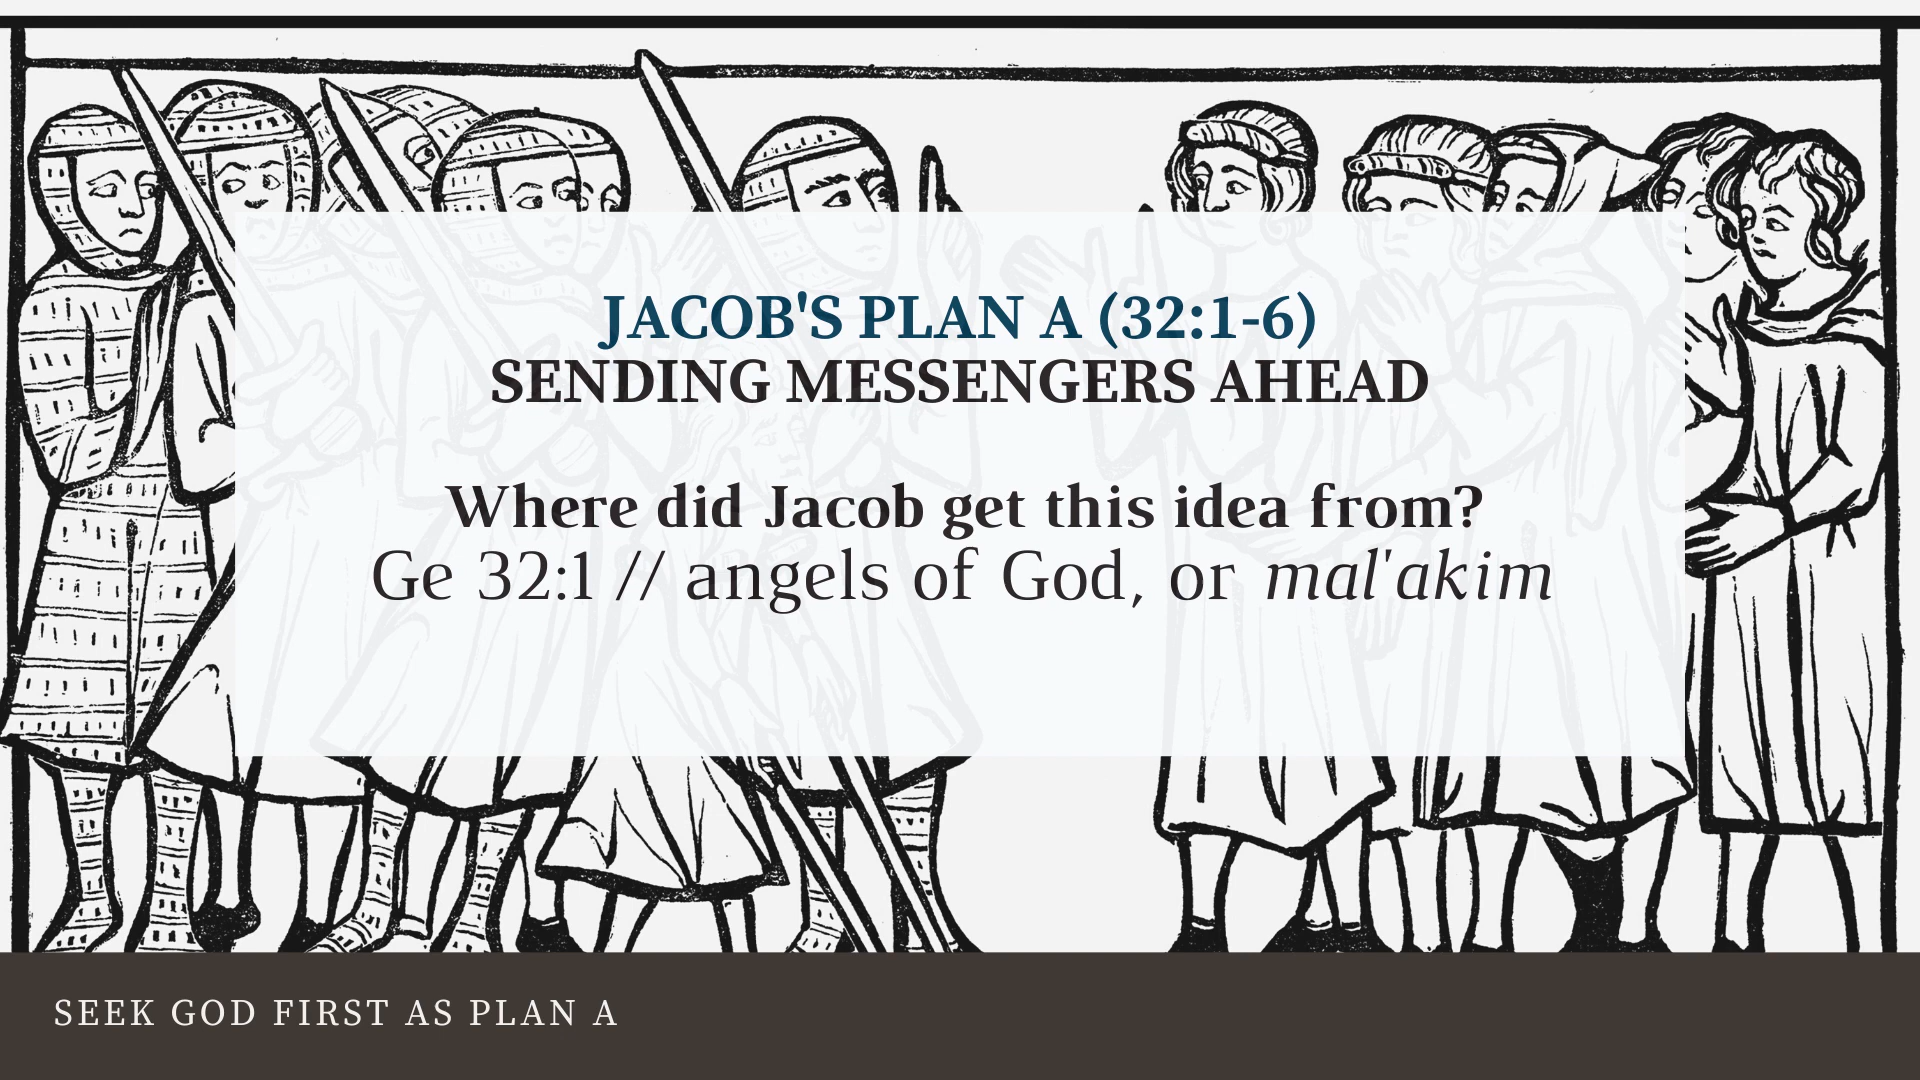 JACOB'S PLAN A (32:1-6)
SENDING MESSENGERS AHEAD
Where did Jacob get this idea from?
Ge 32:1 // angels of God, or mal'akim
SEEK GOD FIRST AS PLAN A